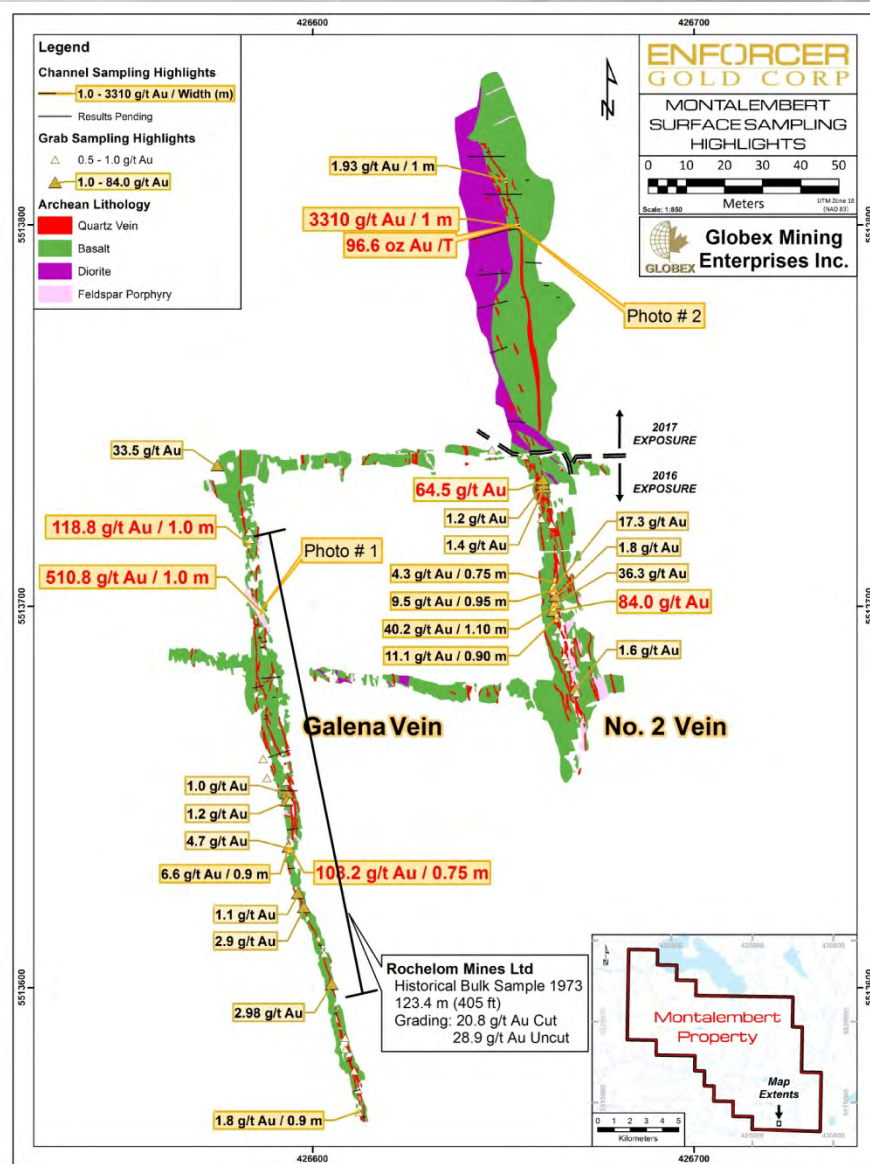 426600
426700
Legend
Channel Sampling Highlights
1.0 - 3310 g/t Au / Width (m)
Results Pending
Grab Sampling Highlights
0.5 - 1.0 g/t Au
1.0 - 84.0 g/t Au
Archean Lithology
Quartz Vein
Basalt
Diorite
Feldspar Porphyry
N
ENFORCER
GOLD CORP
MONTALEMBERT
SURFACE SAMPLING
HIGHLIGHTS
0 10 20 30 40 50
Meters
Scale: 1:850
UTM Zone 18
(NAD 83)
GLOBEX
Globex Mining
Enterprises Inc.
5513800
5513800
1.93 g/t Au / 1 m
3310 g/t Au / 1 m
96.6 oz Au /T
Photo # 2
2017
EXPOSURE
2016
EXPOSURE
33.5 g/t Au
64.5 g/t Au
1.2 g/t Au
1.4 g/t Au
17.3 g/t Au
1.8 g/t Au
36.3 g/t Au
84.0 g/t Au
118.8 g/t Au / 1.0 m
Photo # 1
510.8 g/t Au / 1.0 m
4.3 g/t Au / 0.75 m
9.5 g/t Au / 0.95 m
40.2 g/t Au / 1.10 m
11.1 g/t Au / 0.90 m
1.6 g/t Au
5513700
5513700
Galena Vein
No. 2 Vein
1.0 g/t Au
1.2 g/t Au
4.7 g/t Au
6.6 g/t Au / 0.9 m
103.2 g/t Au / 0.75 m
1.1 g/t Au
2.9 g/t Au
2.98 g/t Au
1.8 g/t Au / 0.9 m
Rochelom Mines Ltd
Historical Bulk Sample 1973
123.4 m (405 ft)
Grading: 20.8 g/t Au Cut
28.9 g/t Au Uncut
5513600
5513600
425000
430000
Montalembert
Property
Map
Extents
0 1 2 3 4 5
Kilometers
425000
430000
426600
426700